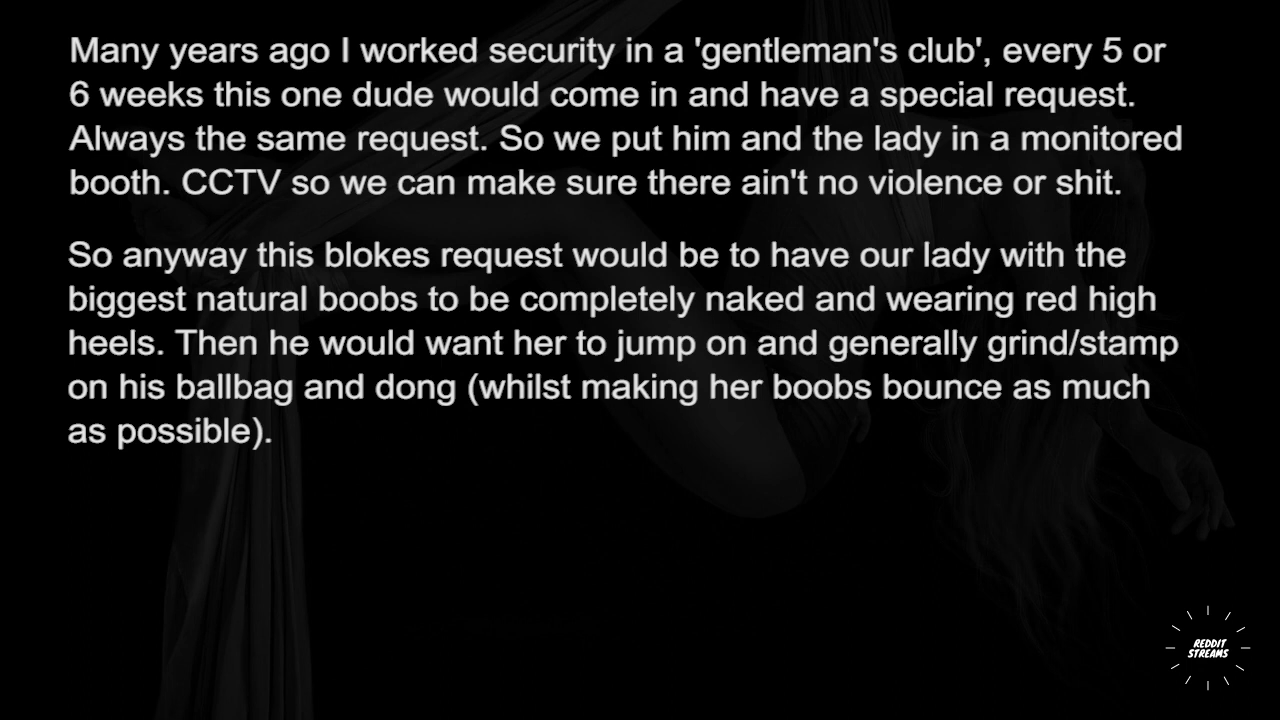 Many years ago I worked security in a 'gentleman's club', every 5 or
6 weeks this one dude would come in and have a special request.
Always the same request. So we put him and the lady in a monitored
booth. CCTV so we can make sure there ain't no violence or shit.
So anyway this blokes request would be to have our lady with the
biggest natural boobs to be completely naked and wearing red high
heels. Then he would want her to jump on and generally grind/stamp
on his ballbag and dong (whilst making her boobs bounce as much
as possible).
REDDIT
STREAMS